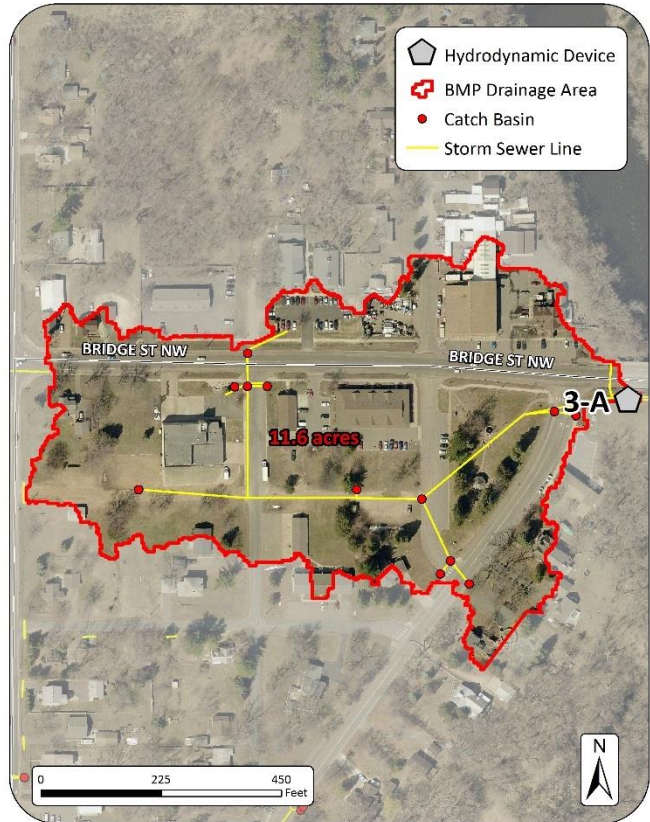 Hydrodynamic Device
BMP Drainage Area
Catch Basin
Storm Sewer Line
BRIDGE ST NW
BRIDGE ST NW
3-A
11.6 acres
N
0 225 450
Feet